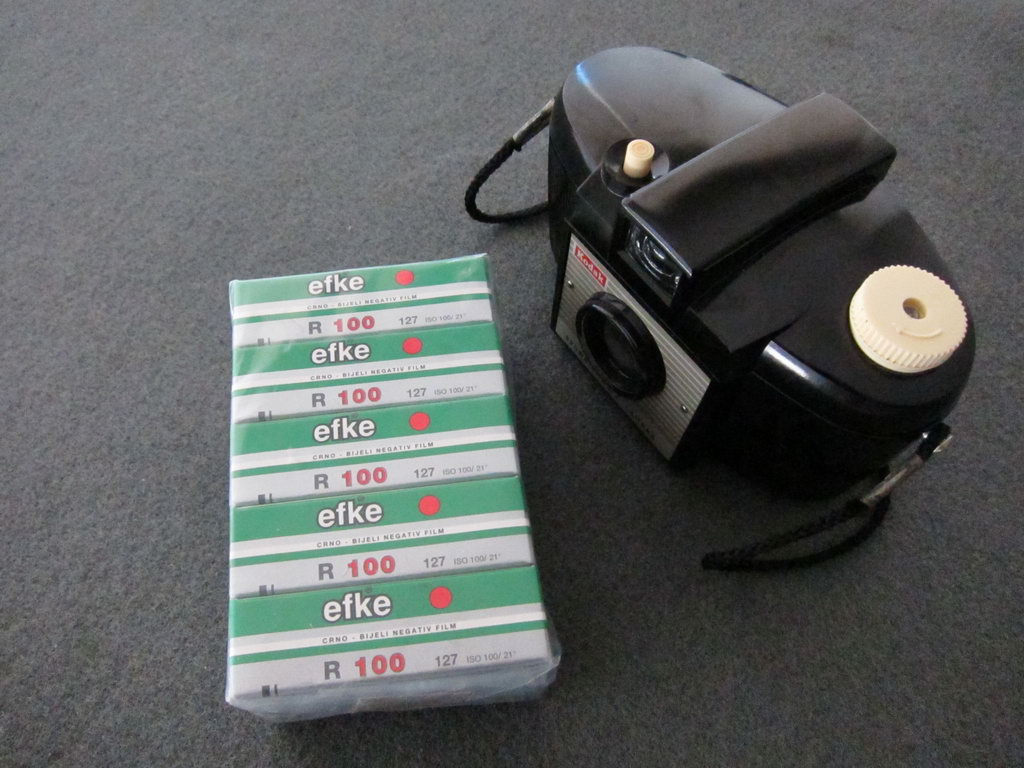 efke
CRNO - BIJELI NEGATIV FILM
R 100 127 ISO 100/ 21°
efke
CRNO - BIJELI NEGATIV FILM
R 100 127 ISO 100/ 21°
efke
CRNO - BIJELI NEGATIV FILM
R 100 127 ISO 100/ 21°
efke
CRNO - BIJELI NEGATIV FILM
R 100 127 ISO 100/ 21°
efke
CRNO - BIJELI NEGATIV FILM
R 100 127 ISO 100/ 21°
Kodak